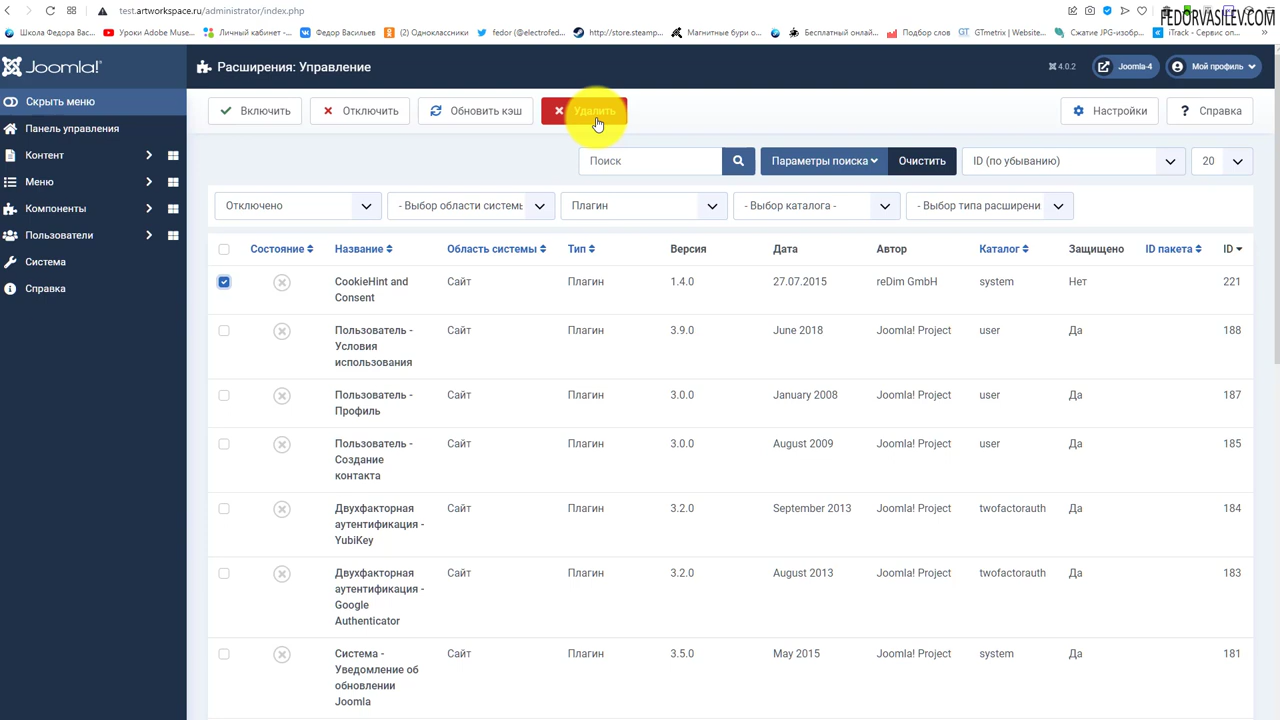 test.artworkspace.ru/administrator/index.php
FEDORVASILEV.COM
Школа Федора Вас...
Уроки Adobe Muse...
Личный кабинет -...
Федор Васильев
(2) Одноклассники
fedor (@electrofed...
http://store.steamp...
Магнитные бури о...
Бесплатный онлай...
Подбор слов
GTmetrix | Website...
Сжатие JPG-изобр...
iTrack - Сервис оп...
Joomla!
Расширения: Управление
4.0.2
Joomla-4
Мой профиль
Скрыть меню
Панель управления
Контент
Меню
Компоненты
Пользователи
Система
Справка
Включить
Отключить
Обновить кэш
Удалить
Настройки
Справка
Поиск
Параметры поиска
Очистить
ID (по убыванию)
20
Отключено
- Выбор области системы
Плагин
- Выбор каталога -
- Выбор типа расширени
Состояние Название Область системы Тип Версия Дата Автор Каталог Защищено ID пакета ID
CookieHint and Сайт Плагин 1.4.0 27.07.2015 reDim GmbH system Нет 221
Consent
Пользователь - Сайт Плагин 3.9.0 June 2018 Joomla! Project user Да 188
Условия
использования
Пользователь - Сайт Плагин 3.0.0 January 2008 Joomla! Project user Да 187
Профиль
Пользователь - Сайт Плагин 3.0.0 August 2009 Joomla! Project user Да 185
Создание
контакта
Двухфакторная Сайт Плагин 3.2.0 September 2013 Joomla! Project twofactorauth Да 184
аутентификация -
YubiKey
Двухфакторная Сайт Плагин 3.2.0 August 2013 Joomla! Project twofactorauth Да 183
аутентификация -
Google
Authenticator
Система - Сайт Плагин 3.5.0 May 2015 Joomla! Project system Да 181
Уведомление об
обновлении
Joomla